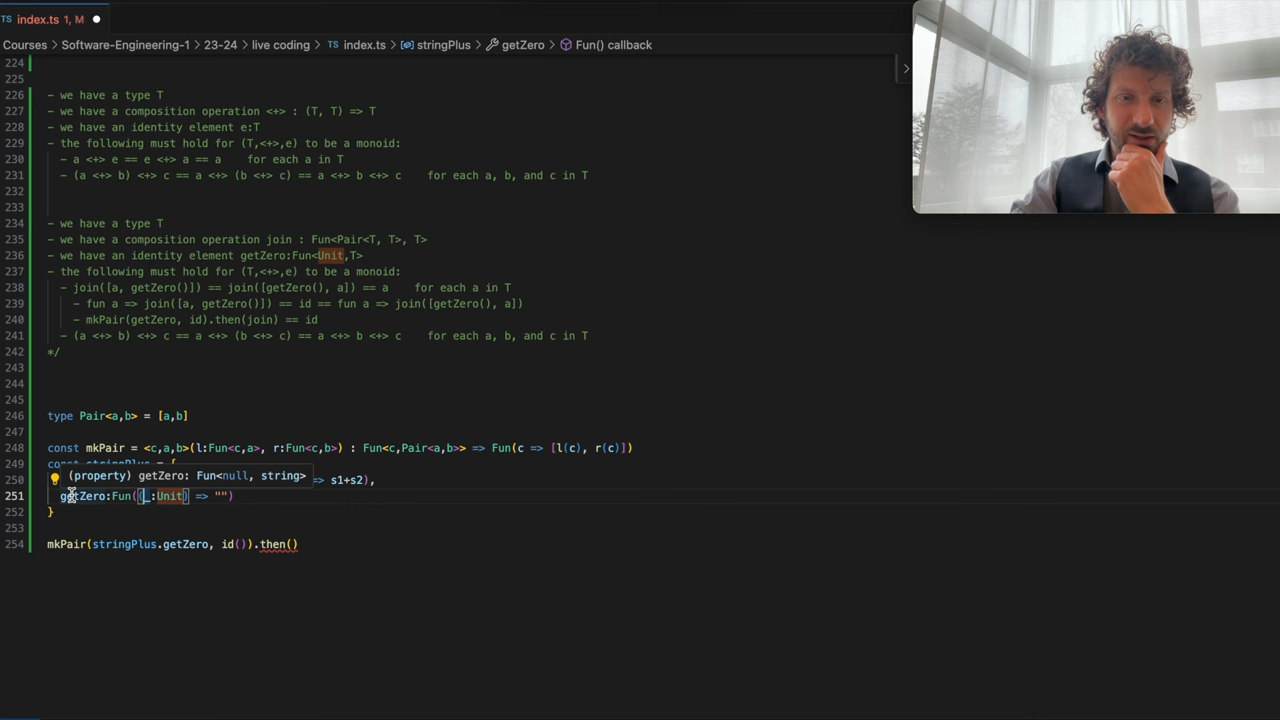 TS index.ts 1, M ●
Courses > Software-Engineering-1 > 23-24 > live coding > TS index.ts > stringPlus > getZero > Fun() callback
224
225
226 - we have a type T
227 - we have a composition operation <+> : (T, T) => T
228 - we have an identity element e:T
229 - the following must hold for (T,<+>,e) to be a monoid:
230 - a <+> e == e <+> a == a for each a in T
231 - (a <+> b) <+> c == a <+> (b <+> c) == a <+> b <+> c for each a, b, and c in T
232
233
234 - we have a type T
235 - we have a composition operation join : Fun<Pair<T, T>, T>
236 - we have an identity element getZero:Fun<Unit,T>
237 - the following must hold for (T,<+>,e) to be a monoid:
238 - join([a, getZero()]) == join([getZero(), a]) == a for each a in T
239 - fun a => join([a, getZero()]) == id == fun a => join([getZero(), a])
240 - mkPair(getZero, id).then(join) == id
241 - (a <+> b) <+> c == a <+> (b <+> c) == a <+> b <+> c for each a, b, and c in T
242 */
243
244
245
246 type Pair<a,b> = [a,b]
247
248 const mkPair = <c,a,b>(l:Fun<c,a>, r:Fun<c,b>) : Fun<c,Pair<a,b>> => Fun(c => [l(c), r(c)])
249 const stringPlus = {
(property) getZero: Fun<null, string>
250 => s1+s2),
251 getZero:Fun((_:Unit) => "")
252 }
253
254 mkPair(stringPlus.getZero, id()).then()